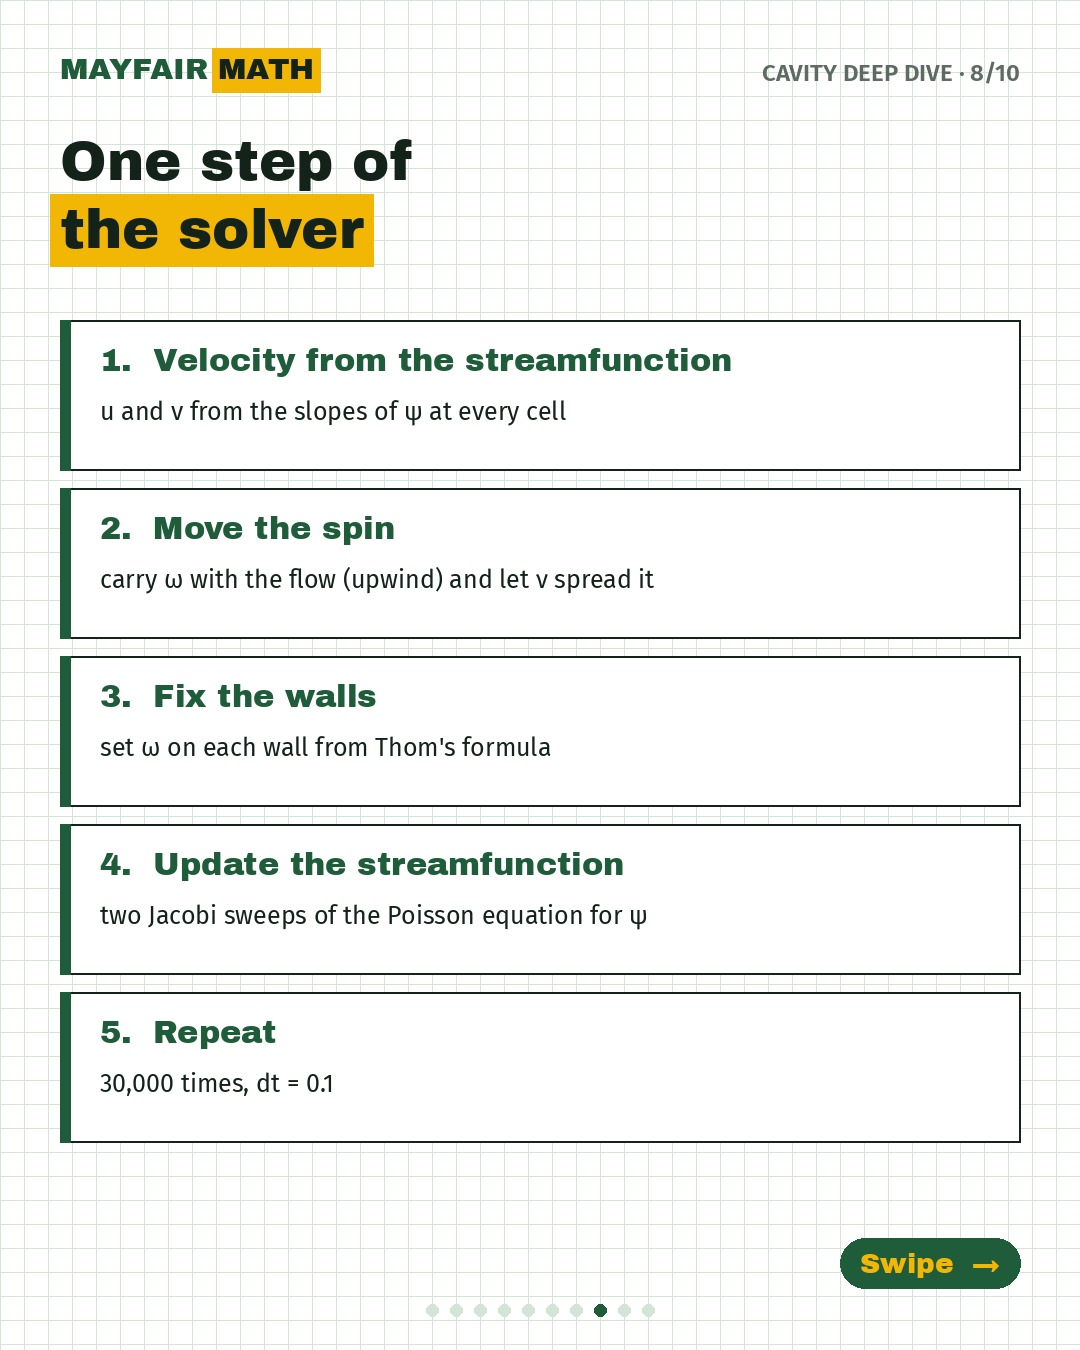 MAYFAIR MATH
CAVITY DEEP DIVE · 8/10
One step of
the solver
1. Velocity from the streamfunction
u and v from the slopes of ψ at every cell
2. Move the spin
carry ω with the flow (upwind) and let ν spread it
3. Fix the walls
set ω on each wall from Thom's formula
4. Update the streamfunction
two Jacobi sweeps of the Poisson equation for ψ
5. Repeat
30,000 times, dt = 0.1
Swipe →